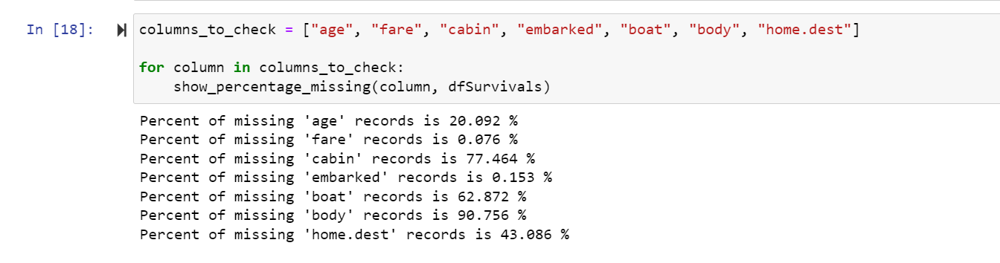 In [18]:
columns_to_check = ["age", "fare", "cabin", "embarked", "boat", "body", "home.dest"]
for column in columns_to_check:
    show_percentage_missing(column, dfSurvivals)
Percent of missing 'age' records is 20.092 %
Percent of missing 'fare' records is 0.076 %
Percent of missing 'cabin' records is 77.464 %
Percent of missing 'embarked' records is 0.153 %
Percent of missing 'boat' records is 62.872 %
Percent of missing 'body' records is 90.756 %
Percent of missing 'home.dest' records is 43.086 %